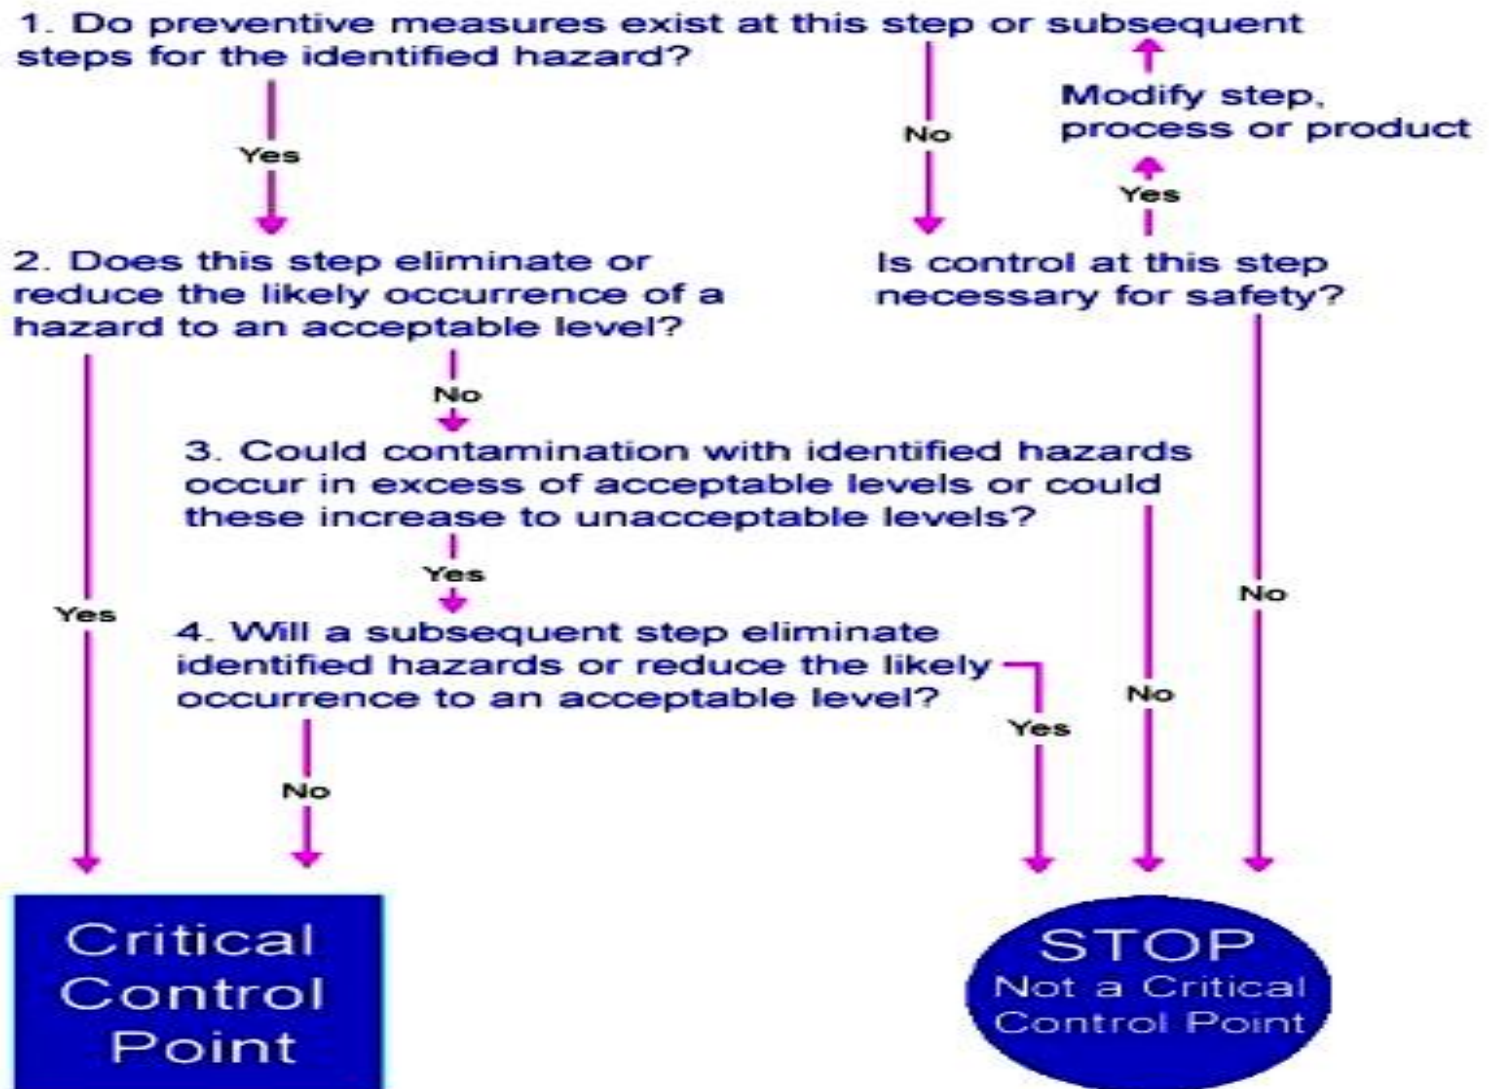 1. Do preventive measures exist at this step or subsequent
steps for the identified hazard?
Modify step,
process or product
No
Yes
Yes
2. Does this step eliminate or
reduce the likely occurrence of a
hazard to an acceptable level?
Is control at this step
necessary for safety?
No
3. Could contamination with identified hazards
occur in excess of acceptable levels or could
these increase to unacceptable levels?
Yes
No
Yes
4. Will a subsequent step eliminate
identified hazards or reduce the likely
occurrence to an acceptable level?
No
Yes
No
Critical
Control
Point
STOP
Not a Critical
Control Point